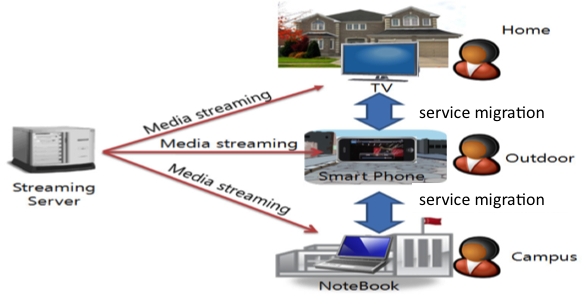 Home
TV
Media streaming
service migration
Media streaming
Smart Phone
Outdoor
Streaming
Server
Media streaming
service migration
Campus
NoteBook